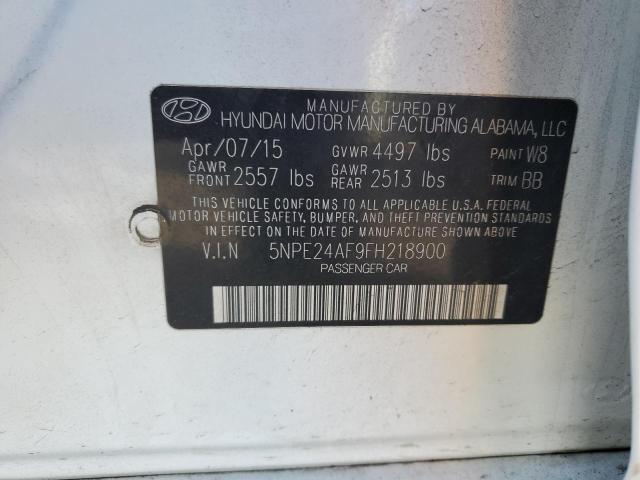 MANUFACTURED BY
HYUNDAI MOTOR MANUFACTURING ALABAMA, LLC
Apr/07/15 GVWR 4497 lbs PAINT W8
GAWR FRONT 2557 lbs GAWR REAR 2513 lbs TRIM BB
THIS VEHICLE CONFORMS TO ALL APPLICABLE U.S.A. FEDERAL
MOTOR VEHICLE SAFETY, BUMPER, AND THEFT PREVENTION STANDARDS
IN EFFECT ON THE DATE OF MANUFACTURE SHOWN ABOVE
V.I.N 5NPE24AF9FH218900
PASSENGER CAR